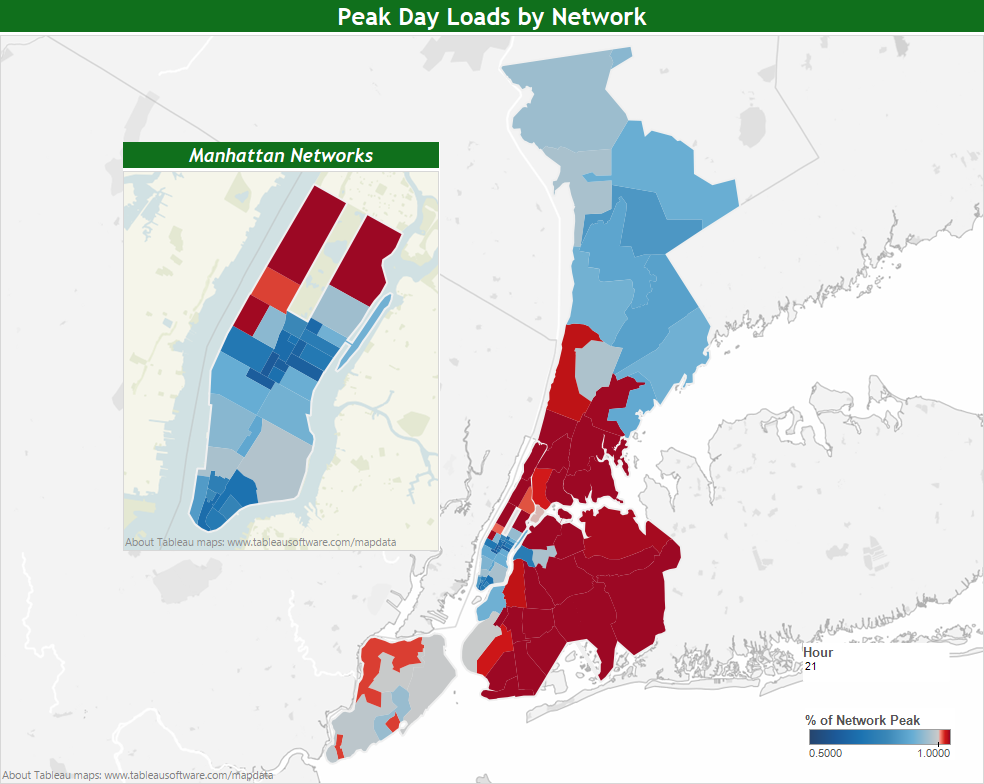 Peak Day Loads by Network
Manhattan Networks
About Tableau maps: www.tableausoftware.com/mapdata
Hour
21
% of Network Peak
0.5000 1.0000
About Tableau maps: www.tableausoftware.com/mapdata